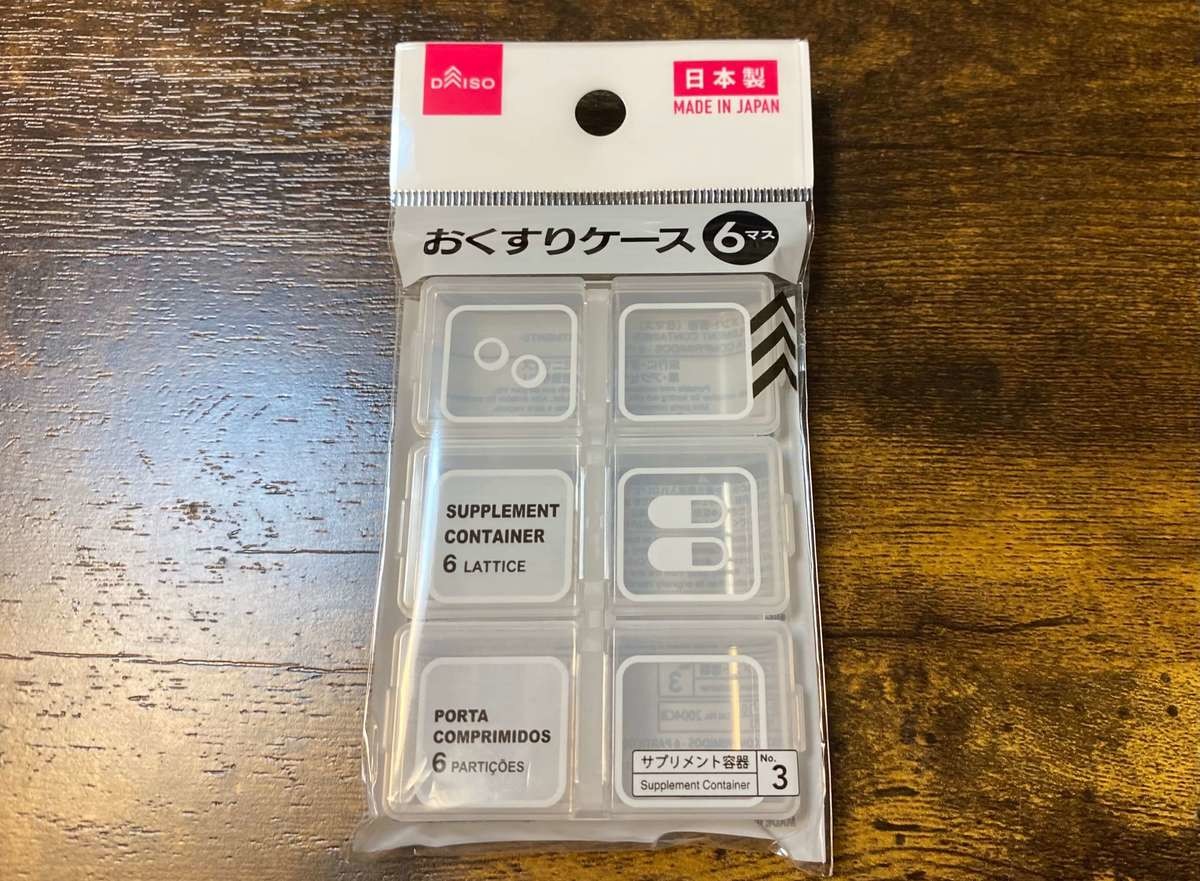 DAISO
日本製
MADE IN JAPAN
おくすりケース 6マス
SUPPLEMENT
CONTAINER
6 LATTICE
PORTA
COMPRIMIDOS
6 PARTIÇÕES
サプリメント容器
Supplement Container
No.
3